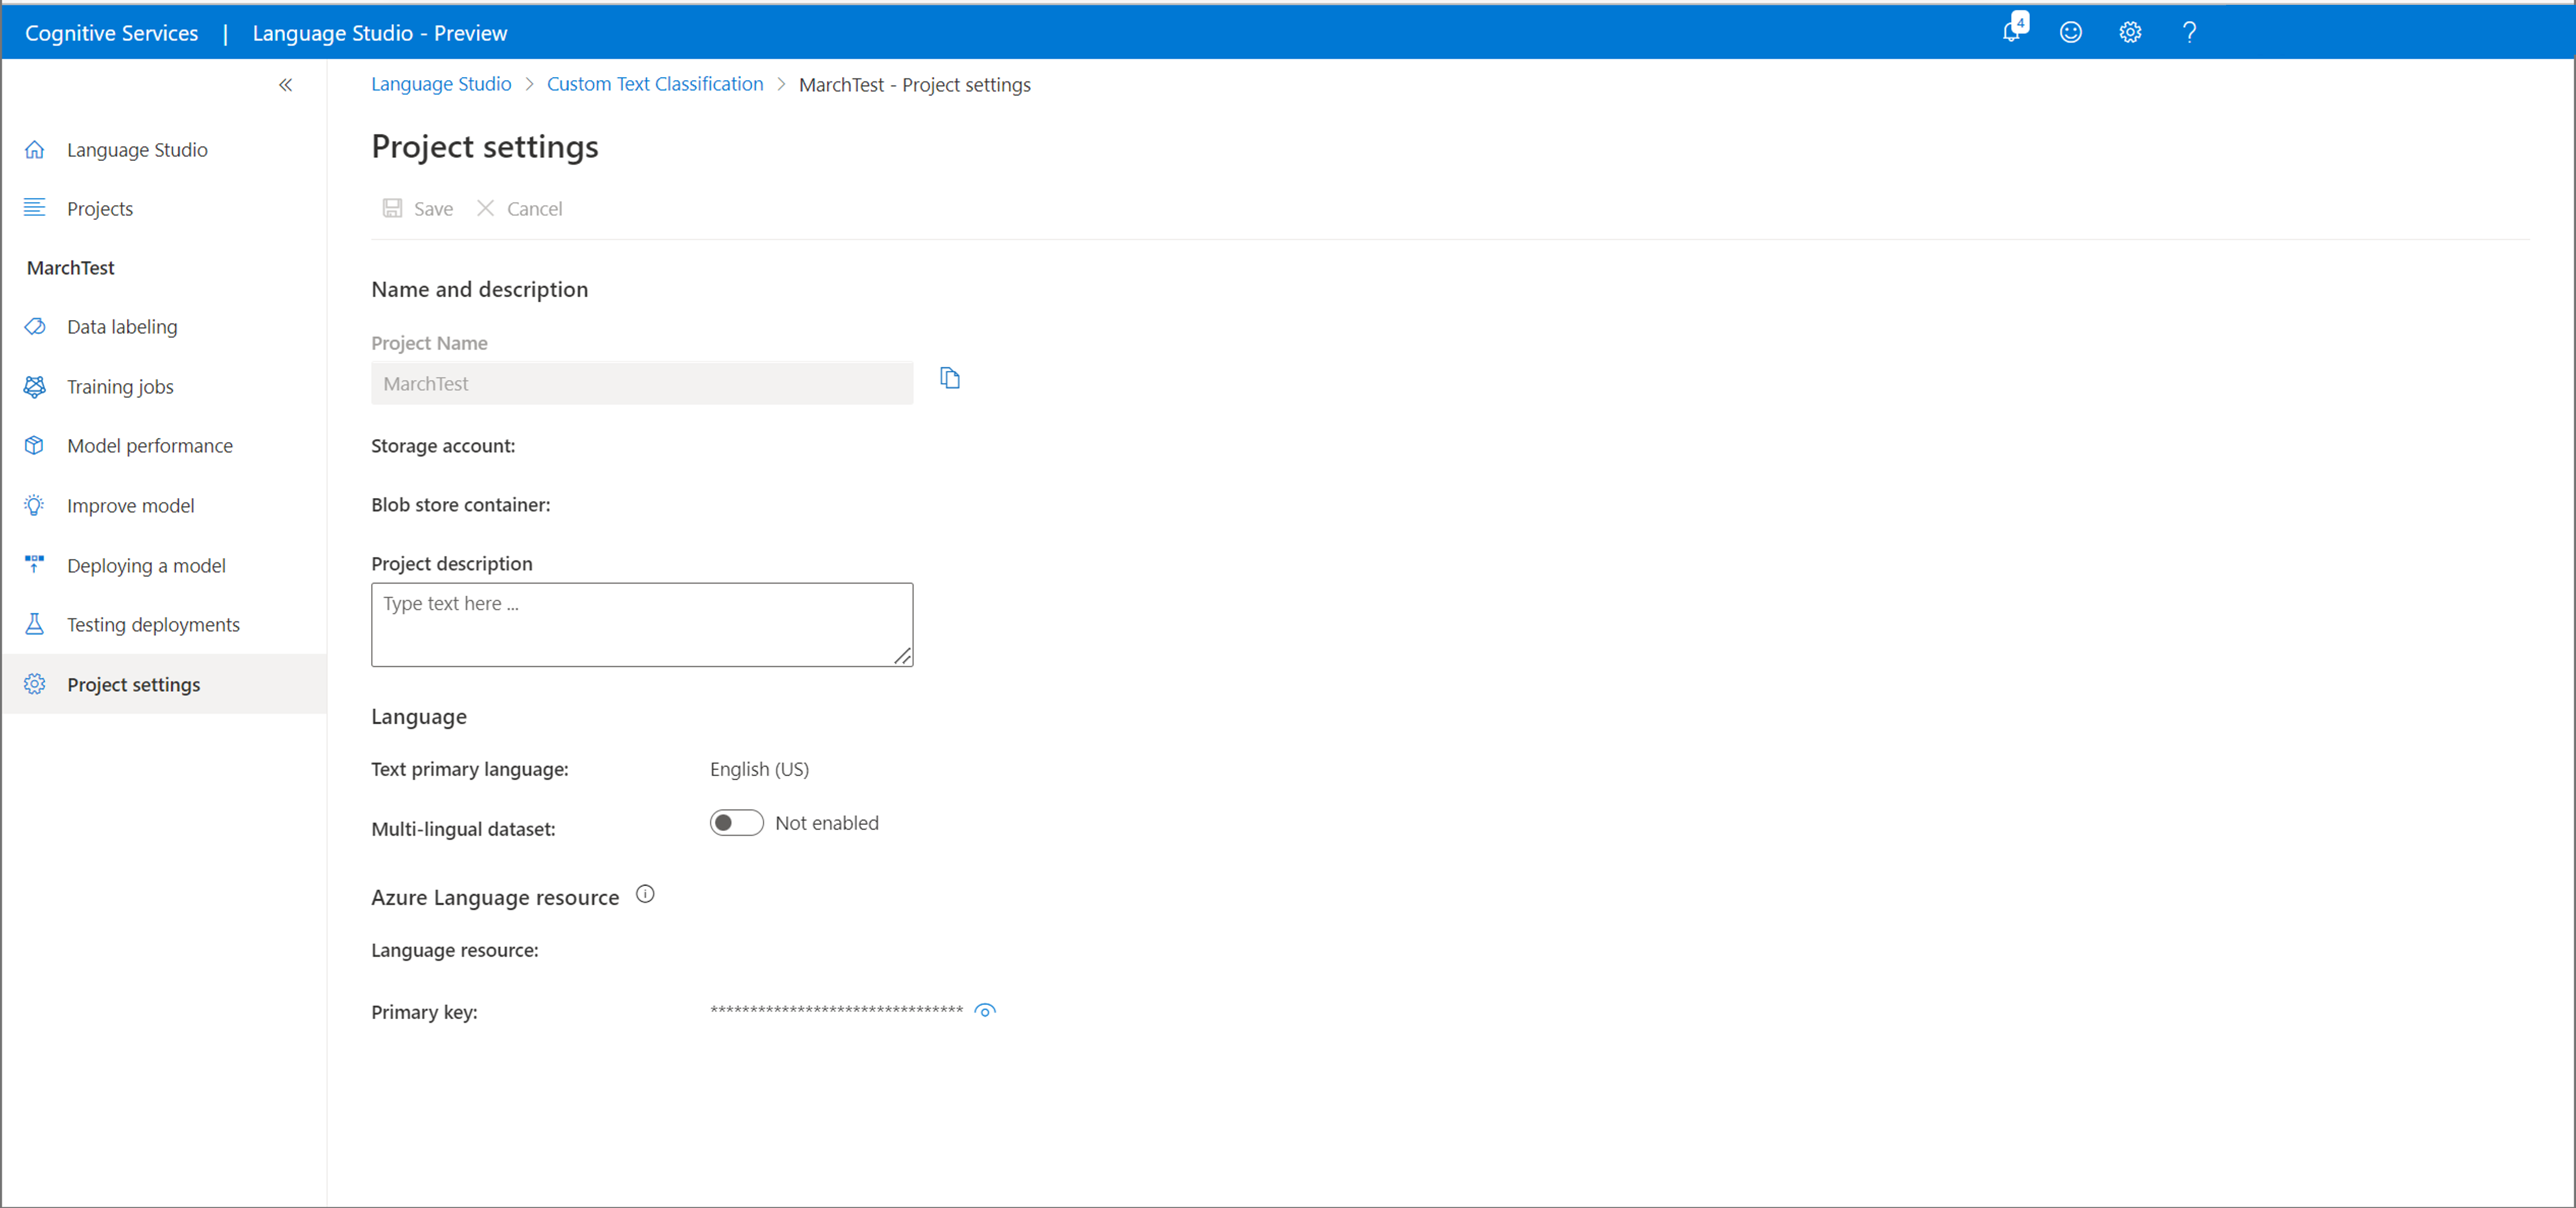 Cognitive Services | Language Studio - Preview
4
Language Studio > Custom Text Classification > MarchTest - Project settings
Language Studio
Projects
MarchTest
Data labeling
Training jobs
Model performance
Improve model
Deploying a model
Testing deployments
Project settings
Project settings
Save Cancel
Name and description
Project Name
MarchTest
Storage account:
Blob store container:
Project description
Type text here ...
Language
Text primary language: English (US)
Multi-lingual dataset: Not enabled
Azure Language resource
Language resource:
Primary key: ********************************